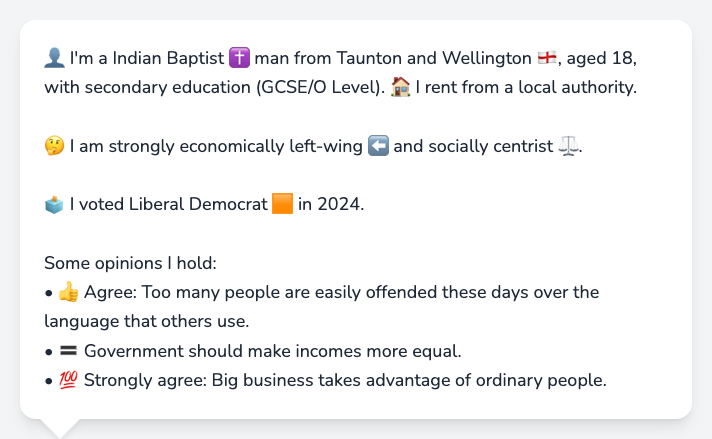 👤 I'm a Indian Baptist ✝️ man from Taunton and Wellington 🏴󠁧󠁢󠁥󠁮󠁧󠁿, aged 18,
with secondary education (GCSE/O Level). 🏠 I rent from a local authority.
🤔 I am strongly economically left-wing ⬅️ and socially centrist ⚖️.
🗳️ I voted Liberal Democrat 🟧 in 2024.
Some opinions I hold:
• 👍 Agree: Too many people are easily offended these days over the
language that others use.
• 🟰 Government should make incomes more equal.
• 💯 Strongly agree: Big business takes advantage of ordinary people.